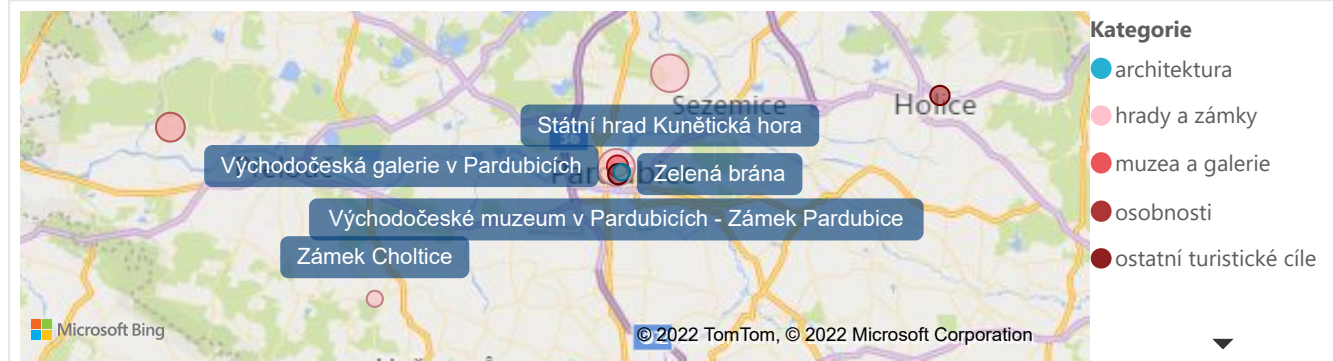 Kategorie
architektura
hrady a zámky
muzea a galerie
osobnosti
ostatní turistické cíle
Sezemice
Holice
Státní hrad Kunětická hora
Východočeská galerie v Pardubicích
Zelená brána
Východočeské muzeum v Pardubicích - Zámek Pardubice
Zámek Choltice
Microsoft Bing
© 2022 TomTom, © 2022 Microsoft Corporation